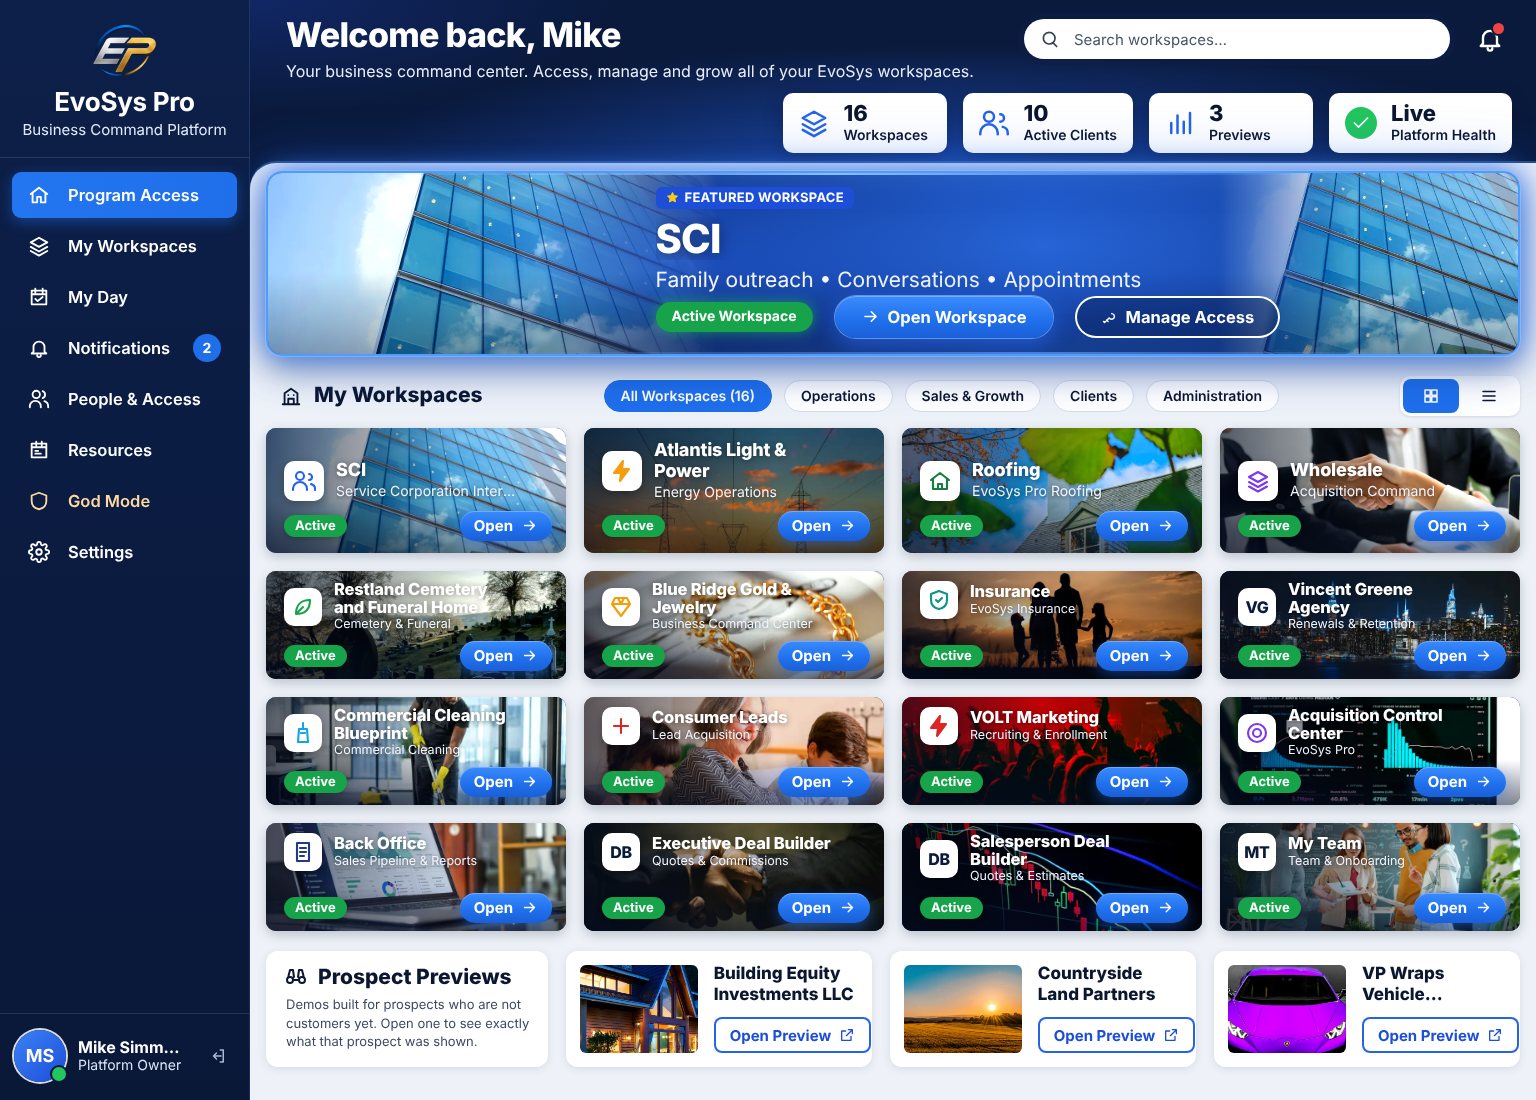 EP
EvoSys Pro
Business Command Platform
Program Access
My Workspaces
My Day
Notifications
2
People & Access
Resources
God Mode
Settings
MS
Mike Simm...
Platform Owner
Welcome back, Mike
Your business command center. Access, manage and grow all of your EvoSys workspaces.
Search workspaces...
16
Workspaces
10
Active Clients
3
Previews
Live
Platform Health
FEATURED WORKSPACE
SCI
Family outreach • Conversations • Appointments
Active Workspace
Open Workspace
Manage Access
My Workspaces
All Workspaces (16)
Operations
Sales & Growth
Clients
Administration
SCI
Service Corporation Inter...
Active
Open
Atlantis Light &
Power
Energy Operations
Active
Open
Roofing
EvoSys Pro Roofing
Active
Open
Wholesale
Acquisition Command
Active
Open
Restland Cemetery
and Funeral Home
Cemetery & Funeral
Active
Open
Blue Ridge Gold &
Jewelry
Business Command Center
Active
Open
Insurance
EvoSys Insurance
Active
Open
VG
Vincent Greene
Agency
Renewals & Retention
Active
Open
Commercial Cleaning
Blueprint
Commercial Cleaning
Active
Open
Consumer Leads
Lead Acquisition
Active
Open
VOLT Marketing
Recruiting & Enrollment
Active
Open
Acquisition Control
Center
EvoSys Pro
Active
Open
Back Office
Sales Pipeline & Reports
Active
Open
DB
Executive Deal Builder
Quotes & Commissions
Active
Open
DB
Salesperson Deal
Builder
Quotes & Estimates
Active
Open
MT
My Team
Team & Onboarding
Active
Open
Prospect Previews
Demos built for prospects who are not
customers yet. Open one to see exactly
what that prospect was shown.
Building Equity
Investments LLC
Open Preview
Countryside
Land Partners
Open Preview
VP Wraps
Vehicle...
Open Preview